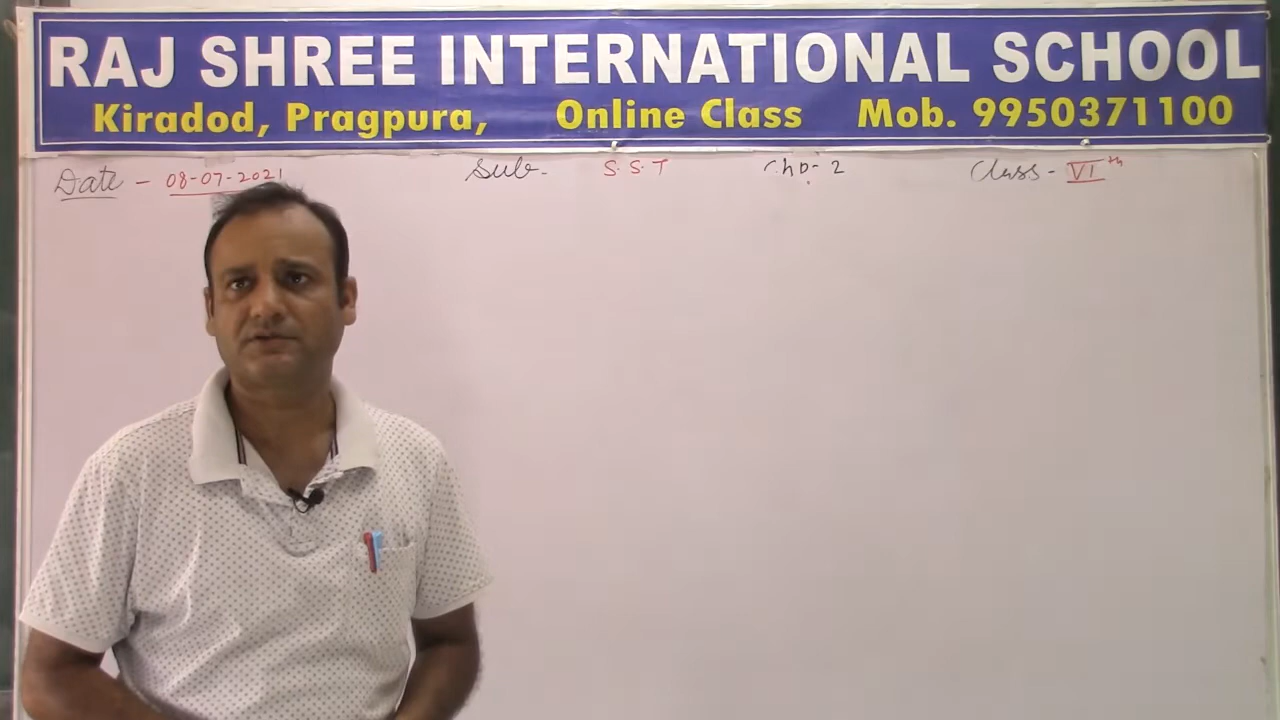 RAJ SHREE INTERNATIONAL SCHOOL
Kiradod, Pragpura, Online Class Mob. 9950371100
Date - 08-07-2021 Sub. S.S.T Chp.- 2 Class - VIth